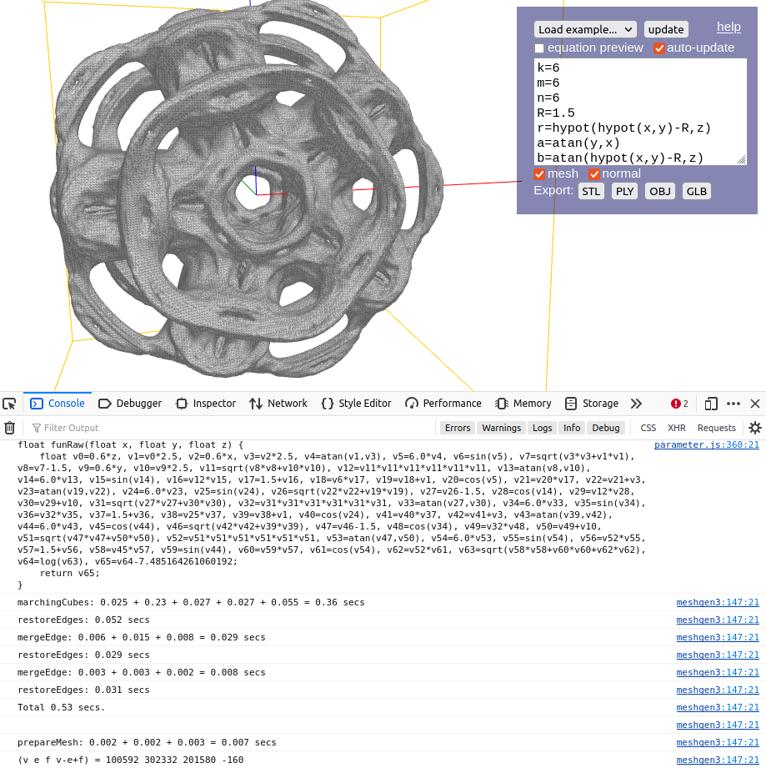 Load example...
update
help
equation preview
auto-update
k=6
m=6
n=6
R=1.5
r=hypot(hypot(x,y)-R,z)
a=atan(y,x)
b=atan(hypot(x,y)-R,z)
mesh
normal
Export:
STL
PLY
OBJ
GLB
Console
Debugger
Inspector
Network
Style Editor
Performance
Memory
Storage
2
Filter Output
Errors
Warnings
Logs
Info
Debug
CSS
XHR
Requests
float funRaw(float x, float y, float z) {
parameter.js:360:21
float v0=0.6*z, v1=v0*2.5, v2=0.6*x, v3=v2*2.5, v4=atan(v1,v3), v5=6.0*v4, v6=sin(v5), v7=sqrt(v3*v3+v1*v1),
v8=v7-1.5, v9=0.6*y, v10=v9*2.5, v11=sqrt(v8*v8+v10*v10), v12=v11*v11*v11*v11*v11*v11, v13=atan(v8,v10),
v14=6.0*v13, v15=sin(v14), v16=v12*v15, v17=1.5+v16, v18=v6*v17, v19=v18+v1, v20=cos(v5), v21=v20*v17, v22=v21+v3,
v23=atan(v19,v22), v24=6.0*v23, v25=sin(v24), v26=sqrt(v22*v22+v19*v19), v27=v26-1.5, v28=cos(v14), v29=v12*v28,
v30=v29+v10, v31=sqrt(v27*v27+v30*v30), v32=v31*v31*v31*v31*v31*v31, v33=atan(v27,v30), v34=6.0*v33, v35=sin(v34),
v36=v32*v35, v37=1.5+v36, v38=v25*v37, v39=v38+v1, v40=cos(v24), v41=v40*v37, v42=v41+v3, v43=atan(v39,v42),
v44=6.0*v43, v45=cos(v44), v46=sqrt(v42*v42+v39*v39), v47=v46-1.5, v48=cos(v34), v49=v32*v48, v50=v49+v10,
v51=sqrt(v47*v47+v50*v50), v52=v51*v51*v51*v51*v51*v51, v53=atan(v47,v50), v54=6.0*v53, v55=sin(v54), v56=v52*v55,
v57=1.5+v56, v58=v45*v57, v59=sin(v44), v60=v59*v57, v61=cos(v54), v62=v52*v61, v63=sqrt(v58*v58+v60*v60+v62*v62),
v64=log(v63), v65=v64-7.485164261060192;
return v65;
}
marchingCubes: 0.025 + 0.23 + 0.027 + 0.027 + 0.055 = 0.36 secs
meshgen3:147:21
restoreEdges: 0.052 secs
meshgen3:147:21
mergeEdge: 0.006 + 0.015 + 0.008 = 0.029 secs
meshgen3:147:21
restoreEdges: 0.029 secs
meshgen3:147:21
mergeEdge: 0.003 + 0.003 + 0.002 = 0.008 secs
meshgen3:147:21
restoreEdges: 0.031 secs
meshgen3:147:21
Total 0.53 secs.
meshgen3:147:21
meshgen3:147:21
prepareMesh: 0.002 + 0.002 + 0.003 = 0.007 secs
meshgen3:147:21
(v e f v-e+f) = 100592 302332 201580 -160
meshgen3:147:21